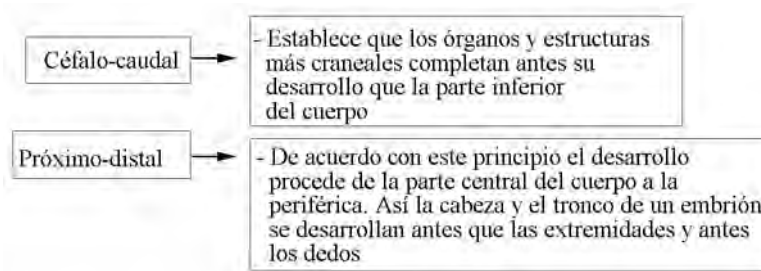 Céfalo-caudal
- Establece que los órganos y estructuras
más craneales completan antes su
desarrollo que la parte inferior
del cuerpo
Próximo-distal
- De acuerdo con este principio el desarrollo
procede de la parte central del cuerpo a la
periférica. Así la cabeza y el tronco de un embrión
se desarrollan antes que las extremidades y antes
los dedos